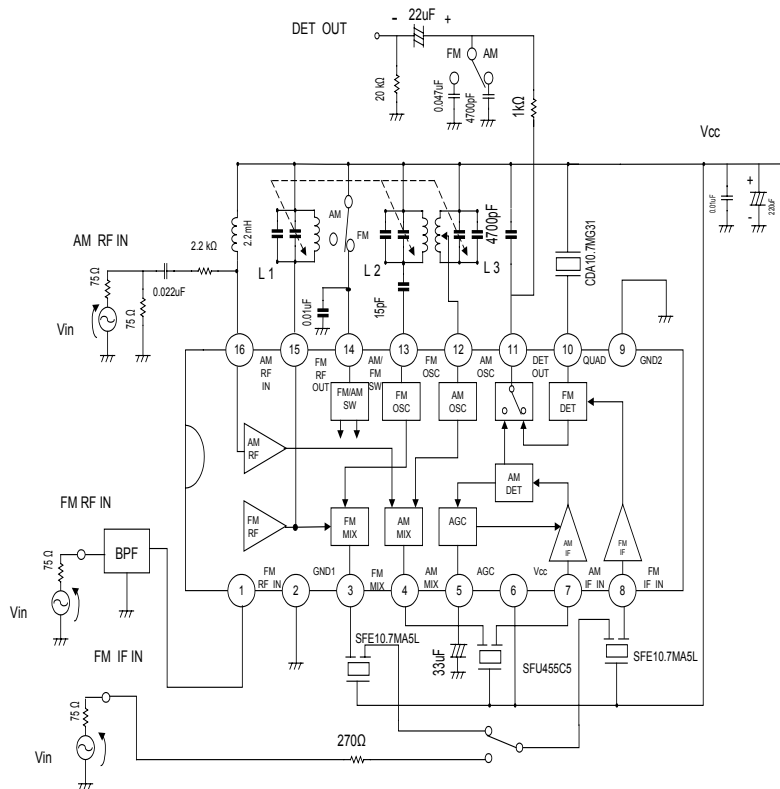 - 22uF +
DET OUT
FM AM
20 kΩ
0.047uF
4700pF
1kΩ
Vcc
+
-
0.01uF
220uF
AM RF IN
75 Ω
Vin
75 Ω
0.022uF
2.2 kΩ
2.2 mH
L 1
AM
FM
0.01uF
L 2
15pF
L 3
4700pF
CDA10.7MG31
16 AM RF IN
15 FM RF OUT
14 AM/FM SW
13 FM OSC
12 AM OSC
11 DET OUT
10 QUAD
9 GND2
FM/AM SW
FM OSC
AM OSC
FM DET
AM RF
AM DET
FM RF
FM MIX
AM MIX
AGC
AM IF
FM IF
1 FM RF IN
2 GND1
3 FM MIX
4 AM MIX
5 AGC
6 Vcc
7 AM IF IN
8 FM IF IN
FM RF IN
75 Ω
Vin
BPF
SFE10.7MA5L
33uF
SFU455C5
SFE10.7MA5L
FM IF IN
75 Ω
Vin
270Ω